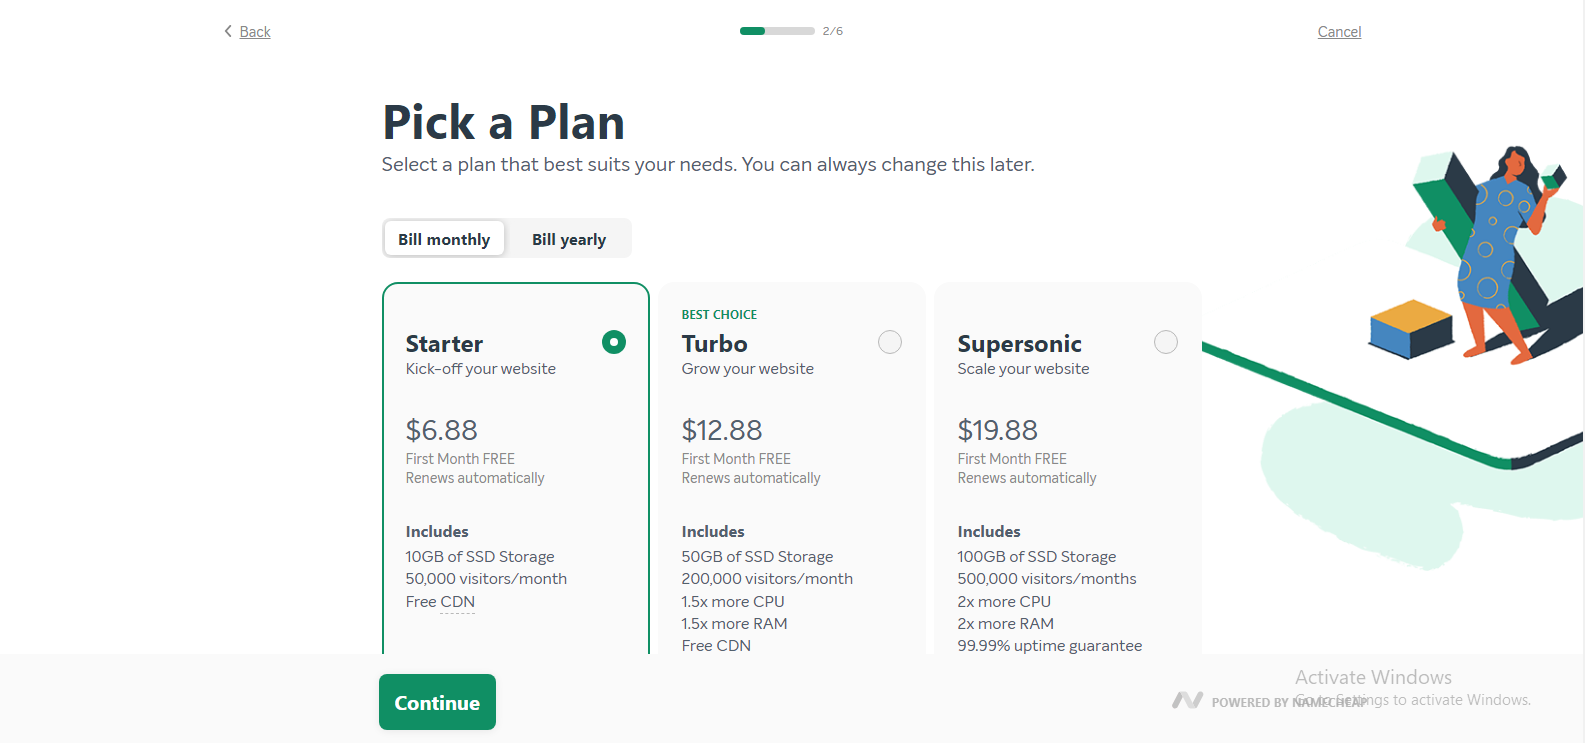 Back
2/6
Cancel
Pick a Plan
Select a plan that best suits your needs. You can always change this later.
Bill monthly
Bill yearly
Starter
Kick-off your website
$6.88
First Month FREE
Renews automatically
Includes
10GB of SSD Storage
50,000 visitors/month
Free CDN
BEST CHOICE
Turbo
Grow your website
$12.88
First Month FREE
Renews automatically
Includes
50GB of SSD Storage
200,000 visitors/month
1.5x more CPU
1.5x more RAM
Free CDN
Supersonic
Scale your website
$19.88
First Month FREE
Renews automatically
Includes
100GB of SSD Storage
500,000 visitors/months
2x more CPU
2x more RAM
99.99% uptime guarantee
Continue
POWERED BY NAMECHEAP
Activate Windows
Go to Settings to activate Windows.